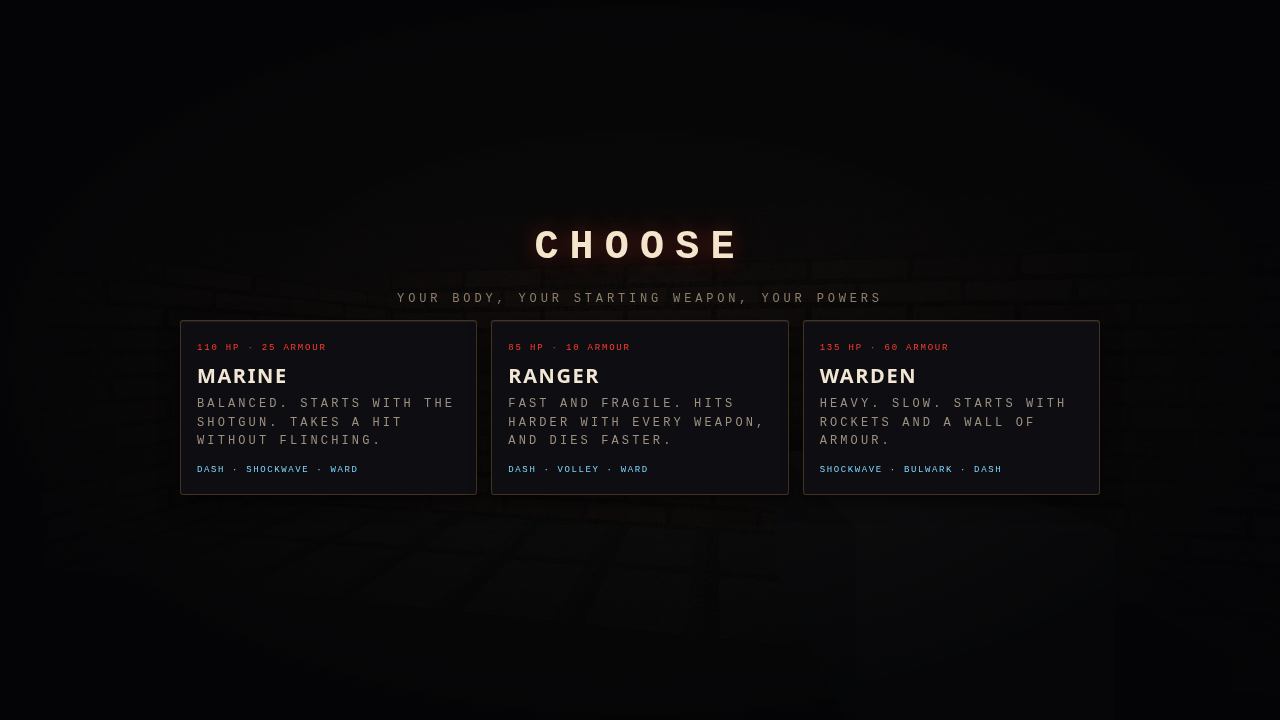 CHOOSE
YOUR BODY, YOUR STARTING WEAPON, YOUR POWERS
110 HP · 25 ARMOUR
MARINE
BALANCED. STARTS WITH THE
SHOTGUN. TAKES A HIT
WITHOUT FLINCHING.
DASH · SHOCKWAVE · WARD
85 HP · 10 ARMOUR
RANGER
FAST AND FRAGILE. HITS
HARDER WITH EVERY WEAPON,
AND DIES FASTER.
DASH · VOLLEY · WARD
135 HP · 60 ARMOUR
WARDEN
HEAVY. SLOW. STARTS WITH
ROCKETS AND A WALL OF
ARMOUR.
SHOCKWAVE · BULWARK · DASH